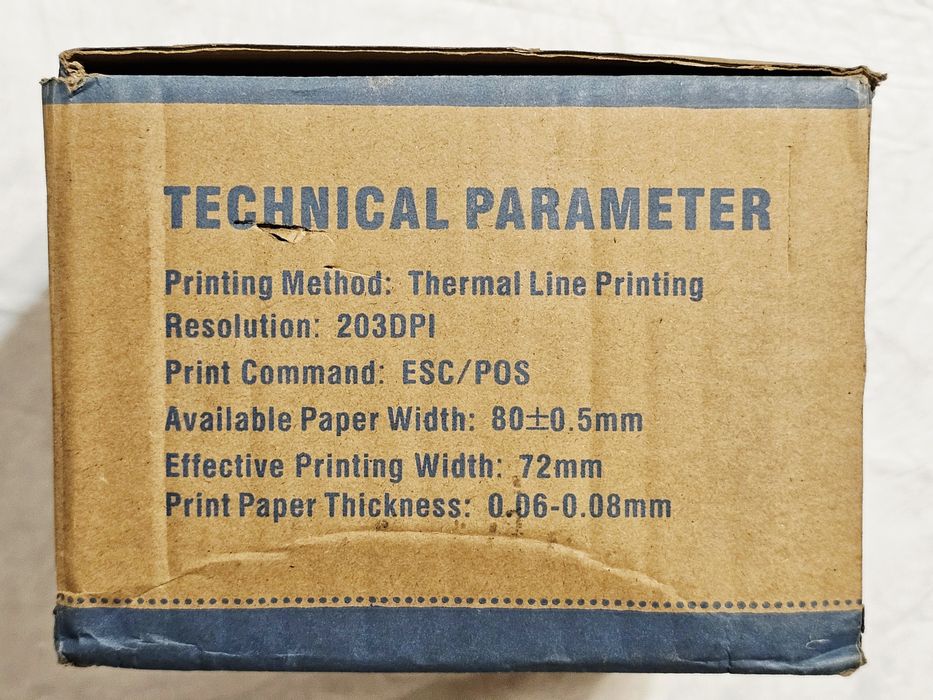 TECHNICAL PARAMETER
Printing Method: Thermal Line Printing
Resolution: 203DPI
Print Command: ESC/POS
Available Paper Width: 80±0.5mm
Effective Printing Width: 72mm
Print Paper Thickness: 0.06-0.08mm